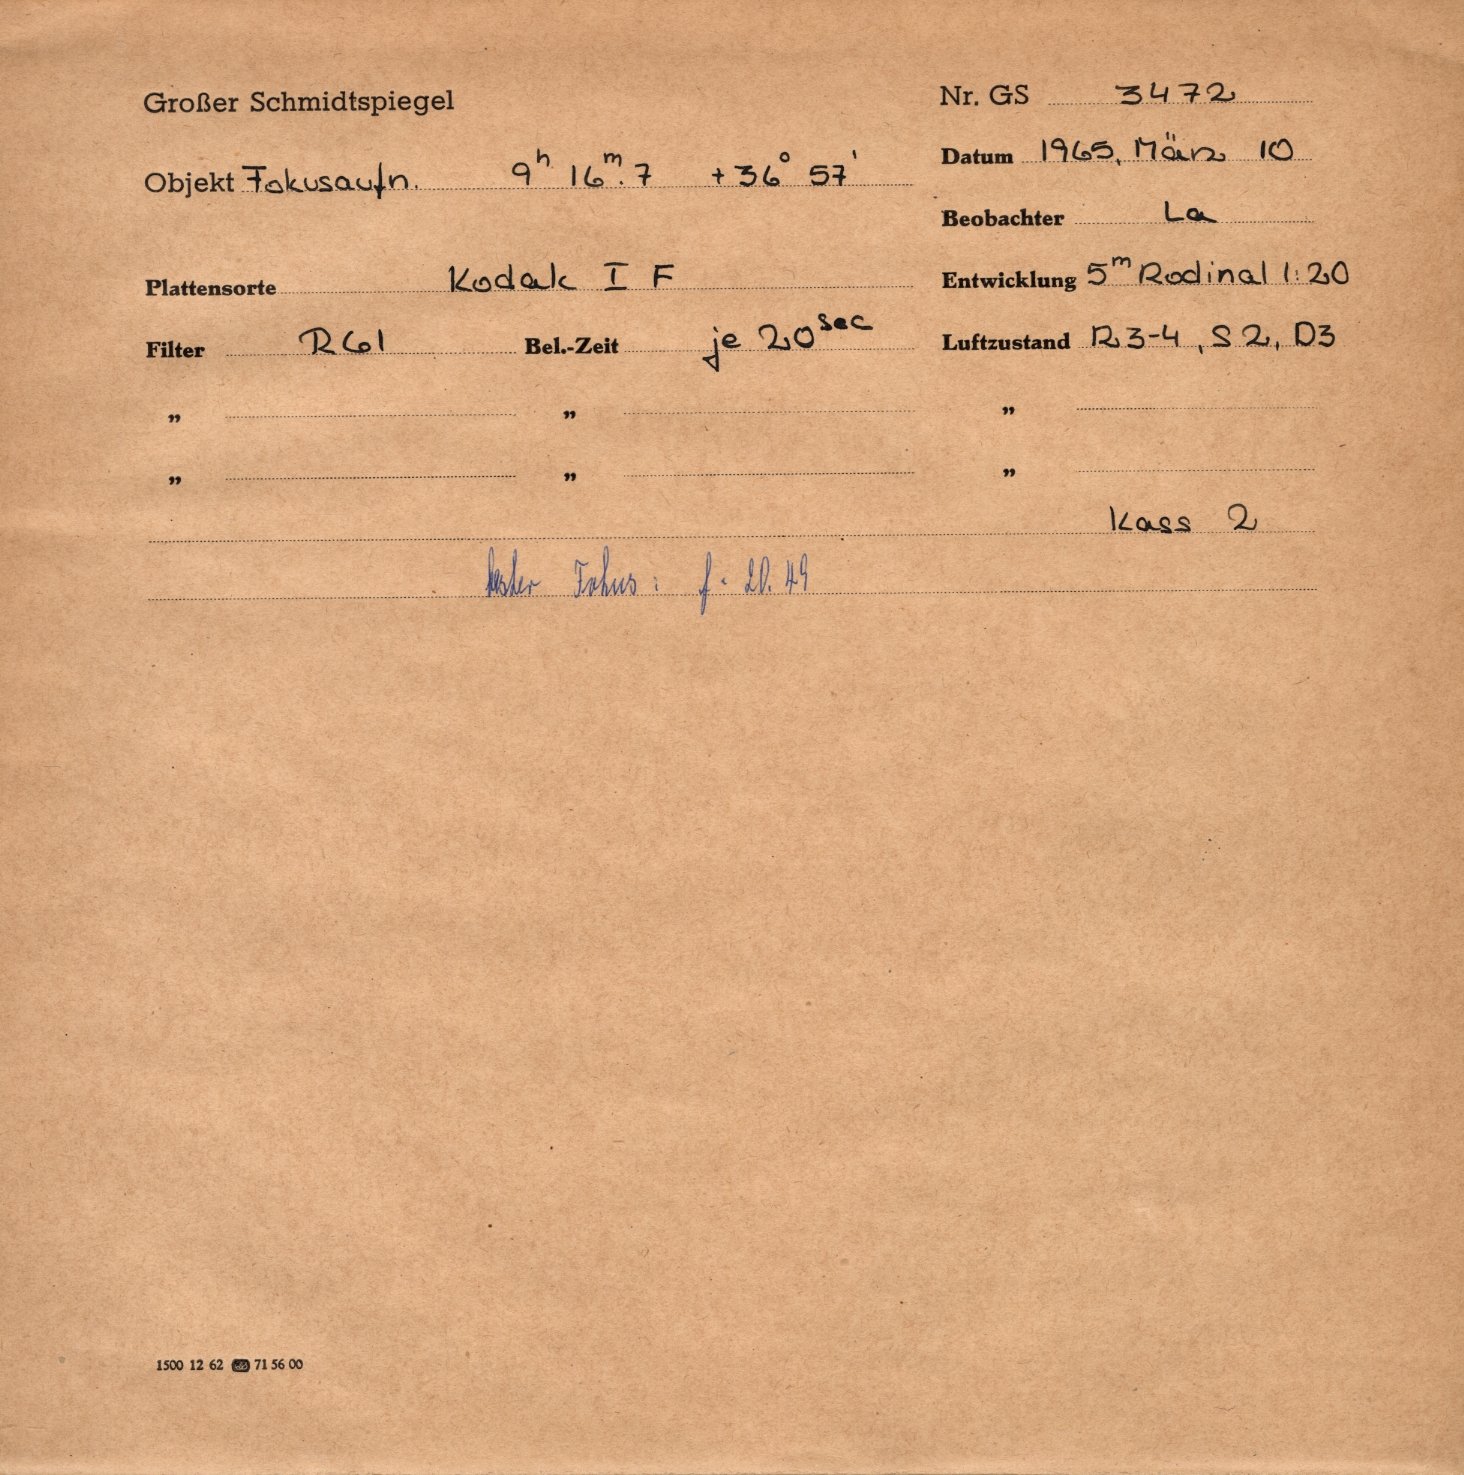 Großer Schmidtspiegel
Nr. GS 3472
Datum 1965, März 10
Objekt Fokusaufn. 9ʰ 16ᵐ.7 +36° 57'
Beobachter La
Plattensorte Kodak I F
Entwicklung 5ᵐ Rodinal 1:20
Filter RG1 Bel.-Zeit je 20ˢᵉᶜ Luftzustand R3-4, S2, D3
„ „ „
„ „ „
Kass 2
bester Fokus: f. 20.49
1500 12 62 71 56 00